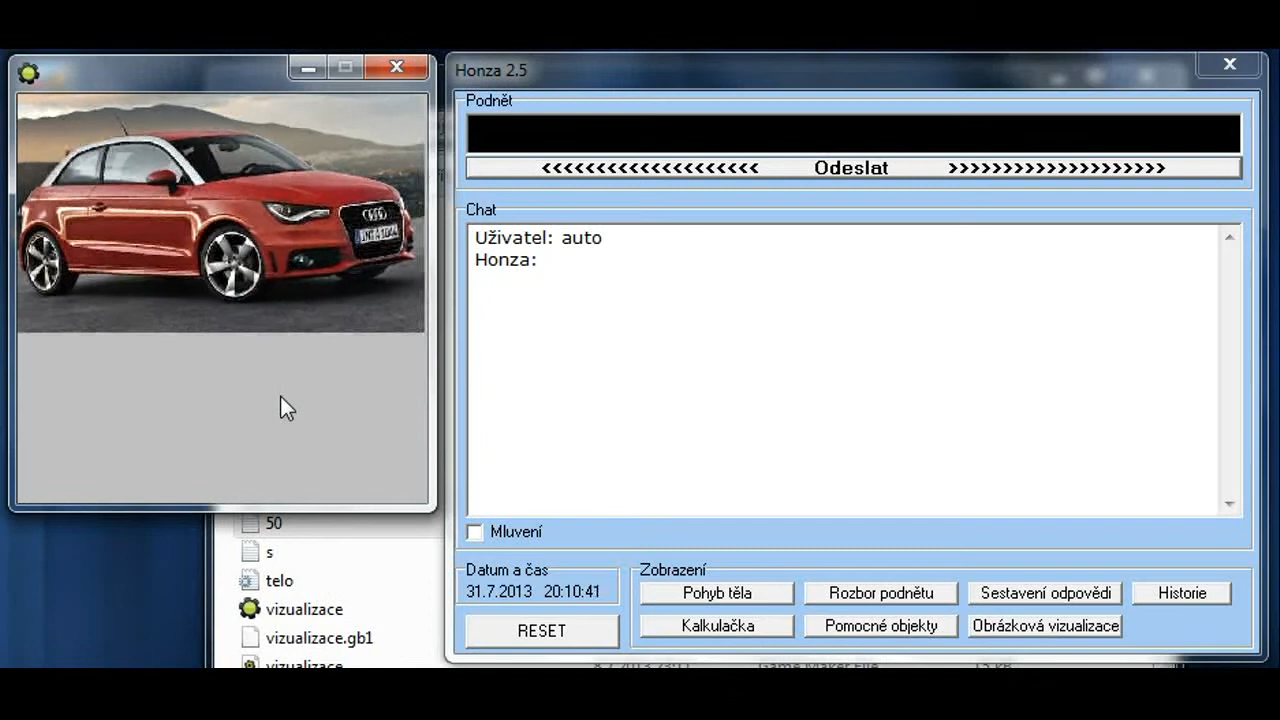 Honza 2.5
Podnět
<<<<<<<<<<<<<<<<<<<< Odeslat >>>>>>>>>>>>>>>>>>>>
Chat
Uživatel: auto
Honza:
Mluvení
Datum a čas
31.7.2013 20:10:41
RESET
Zobrazení
Pohyb těla
Rozbor podnětu
Sestavení odpovědi
Historie
Kalkulačka
Pomocné objekty
Obrázková vizualizace
50
s
telo
vizualizace
vizualizace.gb1
vizualizace